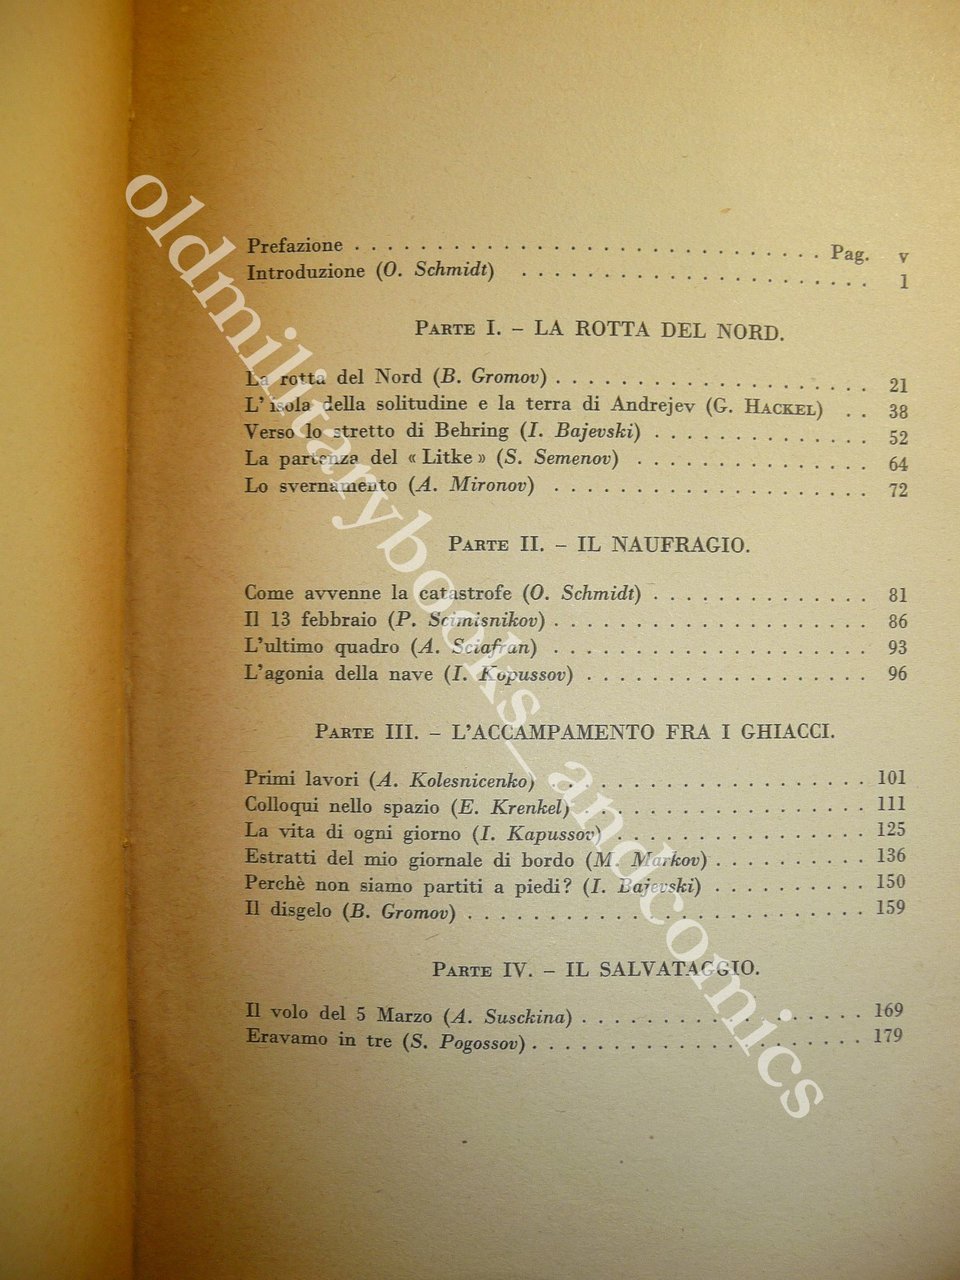 Prefazione . . . . . . . . . . . . . . . . . . . . . . . . . . . . . Pag. v
Introduzione (O. Schmidt) . . . . . . . . . . . . . . . . . . . . . . 1
Parte I. – LA ROTTA DEL NORD.
La rotta del Nord (B. Gromov) . . . . . . . . . . . . . . . . . . . 21
L'isola della solitudine e la terra di Andrejev (G. Hackel) . . 38
Verso lo stretto di Behring (I. Bajevski) . . . . . . . . . . . . . . 52
La partenza del « Litke » (S. Semenov) . . . . . . . . . . . . . . 64
Lo svernamento (A. Mironov) . . . . . . . . . . . . . . . . . . . 72
Parte II. – IL NAUFRAGIO.
Come avvenne la catastrofe (O. Schmidt) . . . . . . . . . . . . . 81
Il 13 febbraio (P. Scimisnikov) . . . . . . . . . . . . . . . . . . . 86
L'ultimo quadro (A. Sciafran) . . . . . . . . . . . . . . . . . . . 93
L'agonia della nave (I. Kopussov) . . . . . . . . . . . . . . . . . 96
Parte III. – L'ACCAMPAMENTO FRA I GHIACCI.
Primi lavori (A. Kolesnicenko) . . . . . . . . . . . . . . . . . . 101
Colloqui nello spazio (E. Krenkel) . . . . . . . . . . . . . . . . 111
La vita di ogni giorno (I. Kapussov) . . . . . . . . . . . . . . . 125
Estratti del mio giornale di bordo (M. Markov) . . . . . . . . . 136
Perchè non siamo partiti a piedi? (I. Bajevski) . . . . . . . . . . 150
Il disgelo (B. Gromov) . . . . . . . . . . . . . . . . . . . . . . . 159
Parte IV. – IL SALVATAGGIO.
Il volo del 5 Marzo (A. Susckina) . . . . . . . . . . . . . . . . . 169
Eravamo in tre (S. Pogossov) . . . . . . . . . . . . . . . . . . . . 179
oldmilitarybooks_andcomics